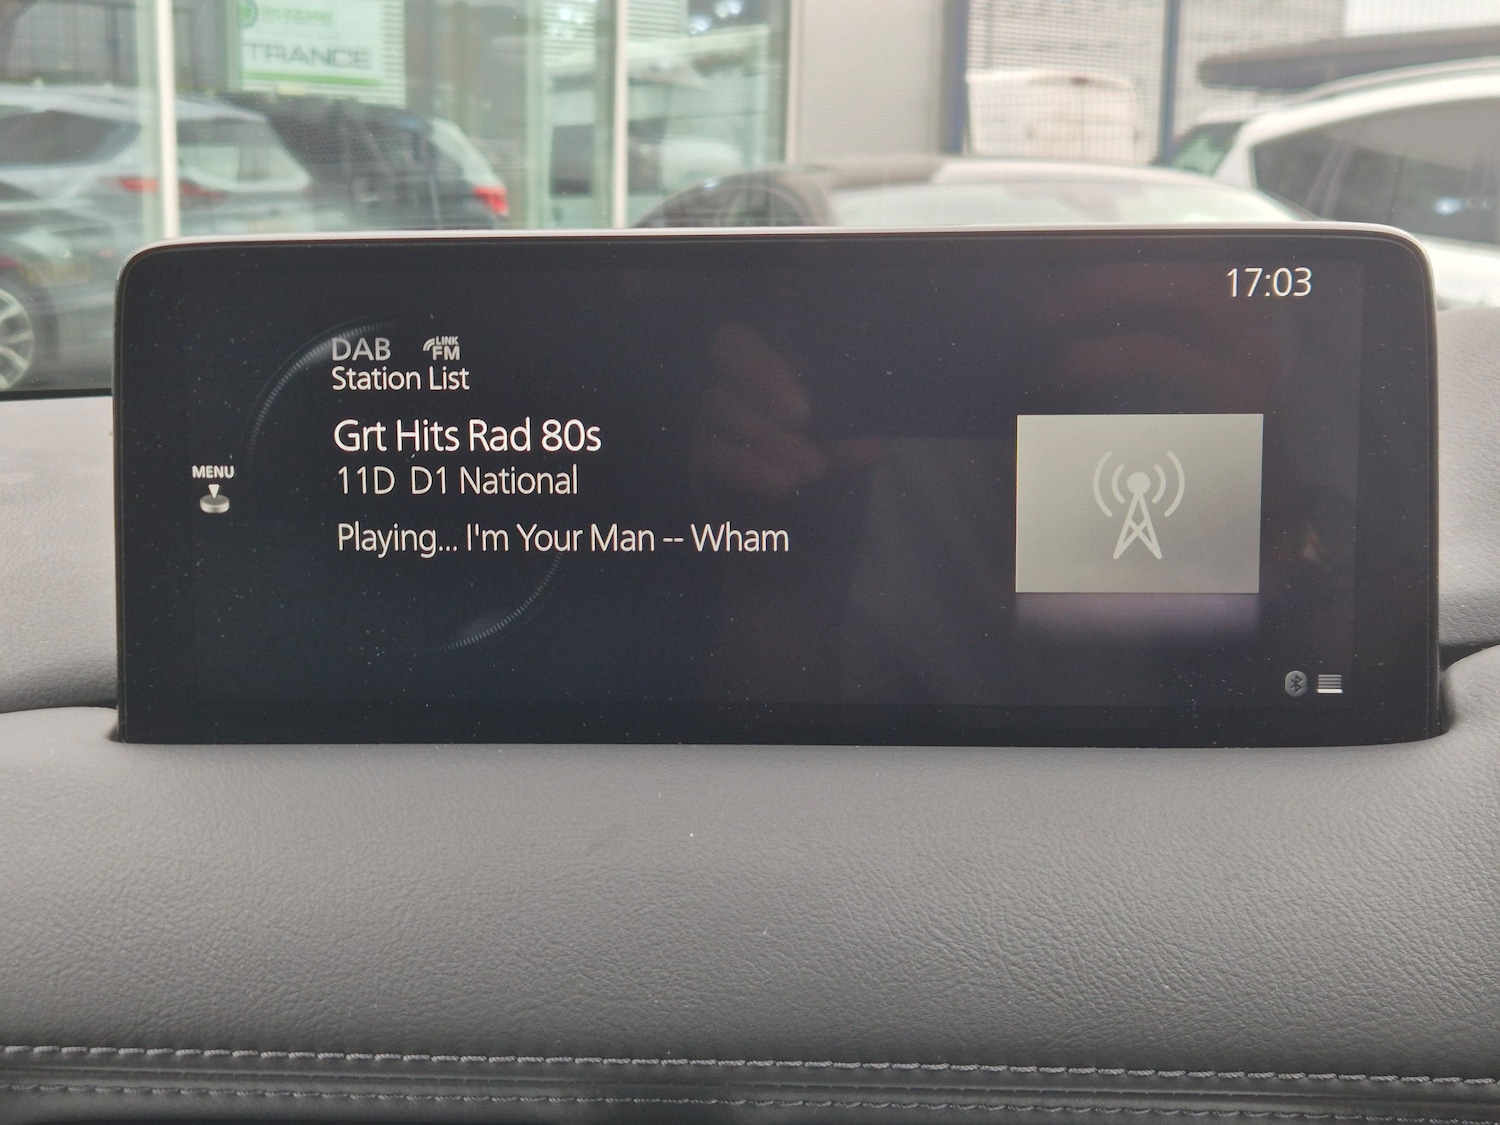 TRANCE
17:03
DAB LINK FM
Station List
Grt Hits Rad 80s
MENU
11D D1 National
Playing... I'm Your Man -- Wham